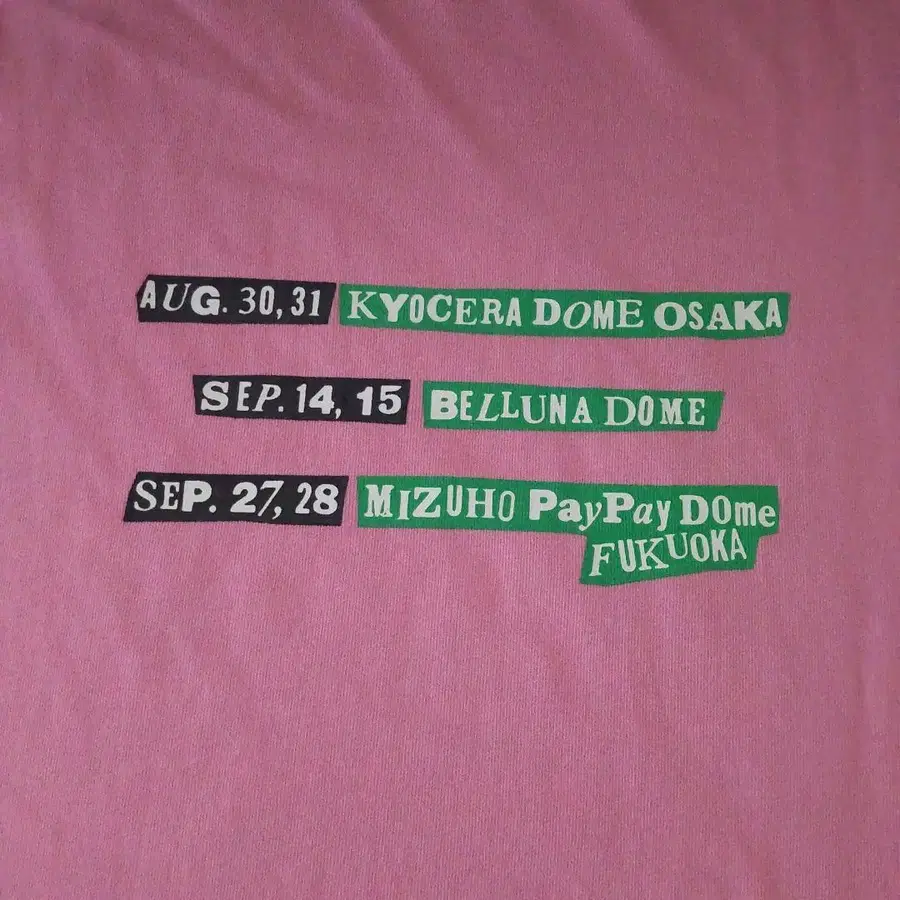 AUG. 30, 31 KYOCERA DOME OSAKA
SEP. 14, 15 BELLUNA DOME
SEP. 27, 28 MIZUHO PayPay DOme
FUKUOKA